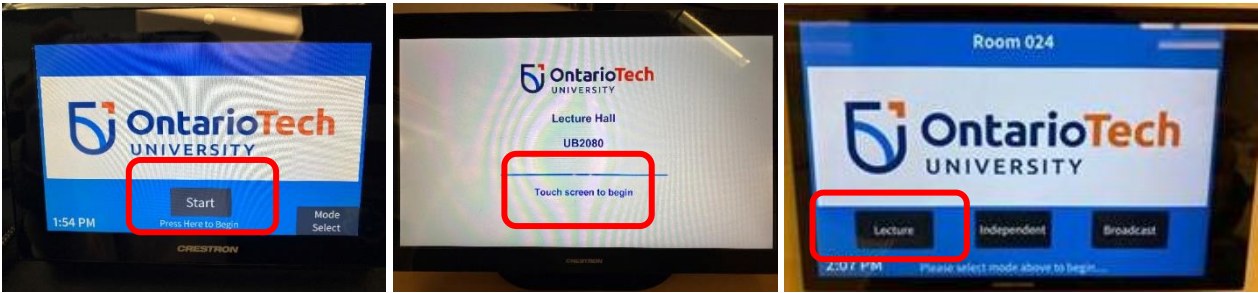 OntarioTech
UNIVERSITY
Start
Press Here to Begin
1:54 PM
Mode
Select
CRESTRON
OntarioTech
UNIVERSITY
Lecture Hall
UB2080
Touch screen to begin
CRESTRON
Room 024
OntarioTech
UNIVERSITY
Lecture
Independent
Broadcast
2:07 PM
Please select mode above to begin....